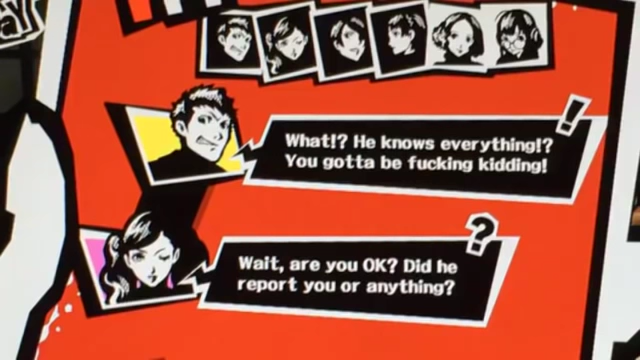 What!? He knows everything!?
You gotta be fucking kidding!
Wait, are you OK? Did he
report you or anything?